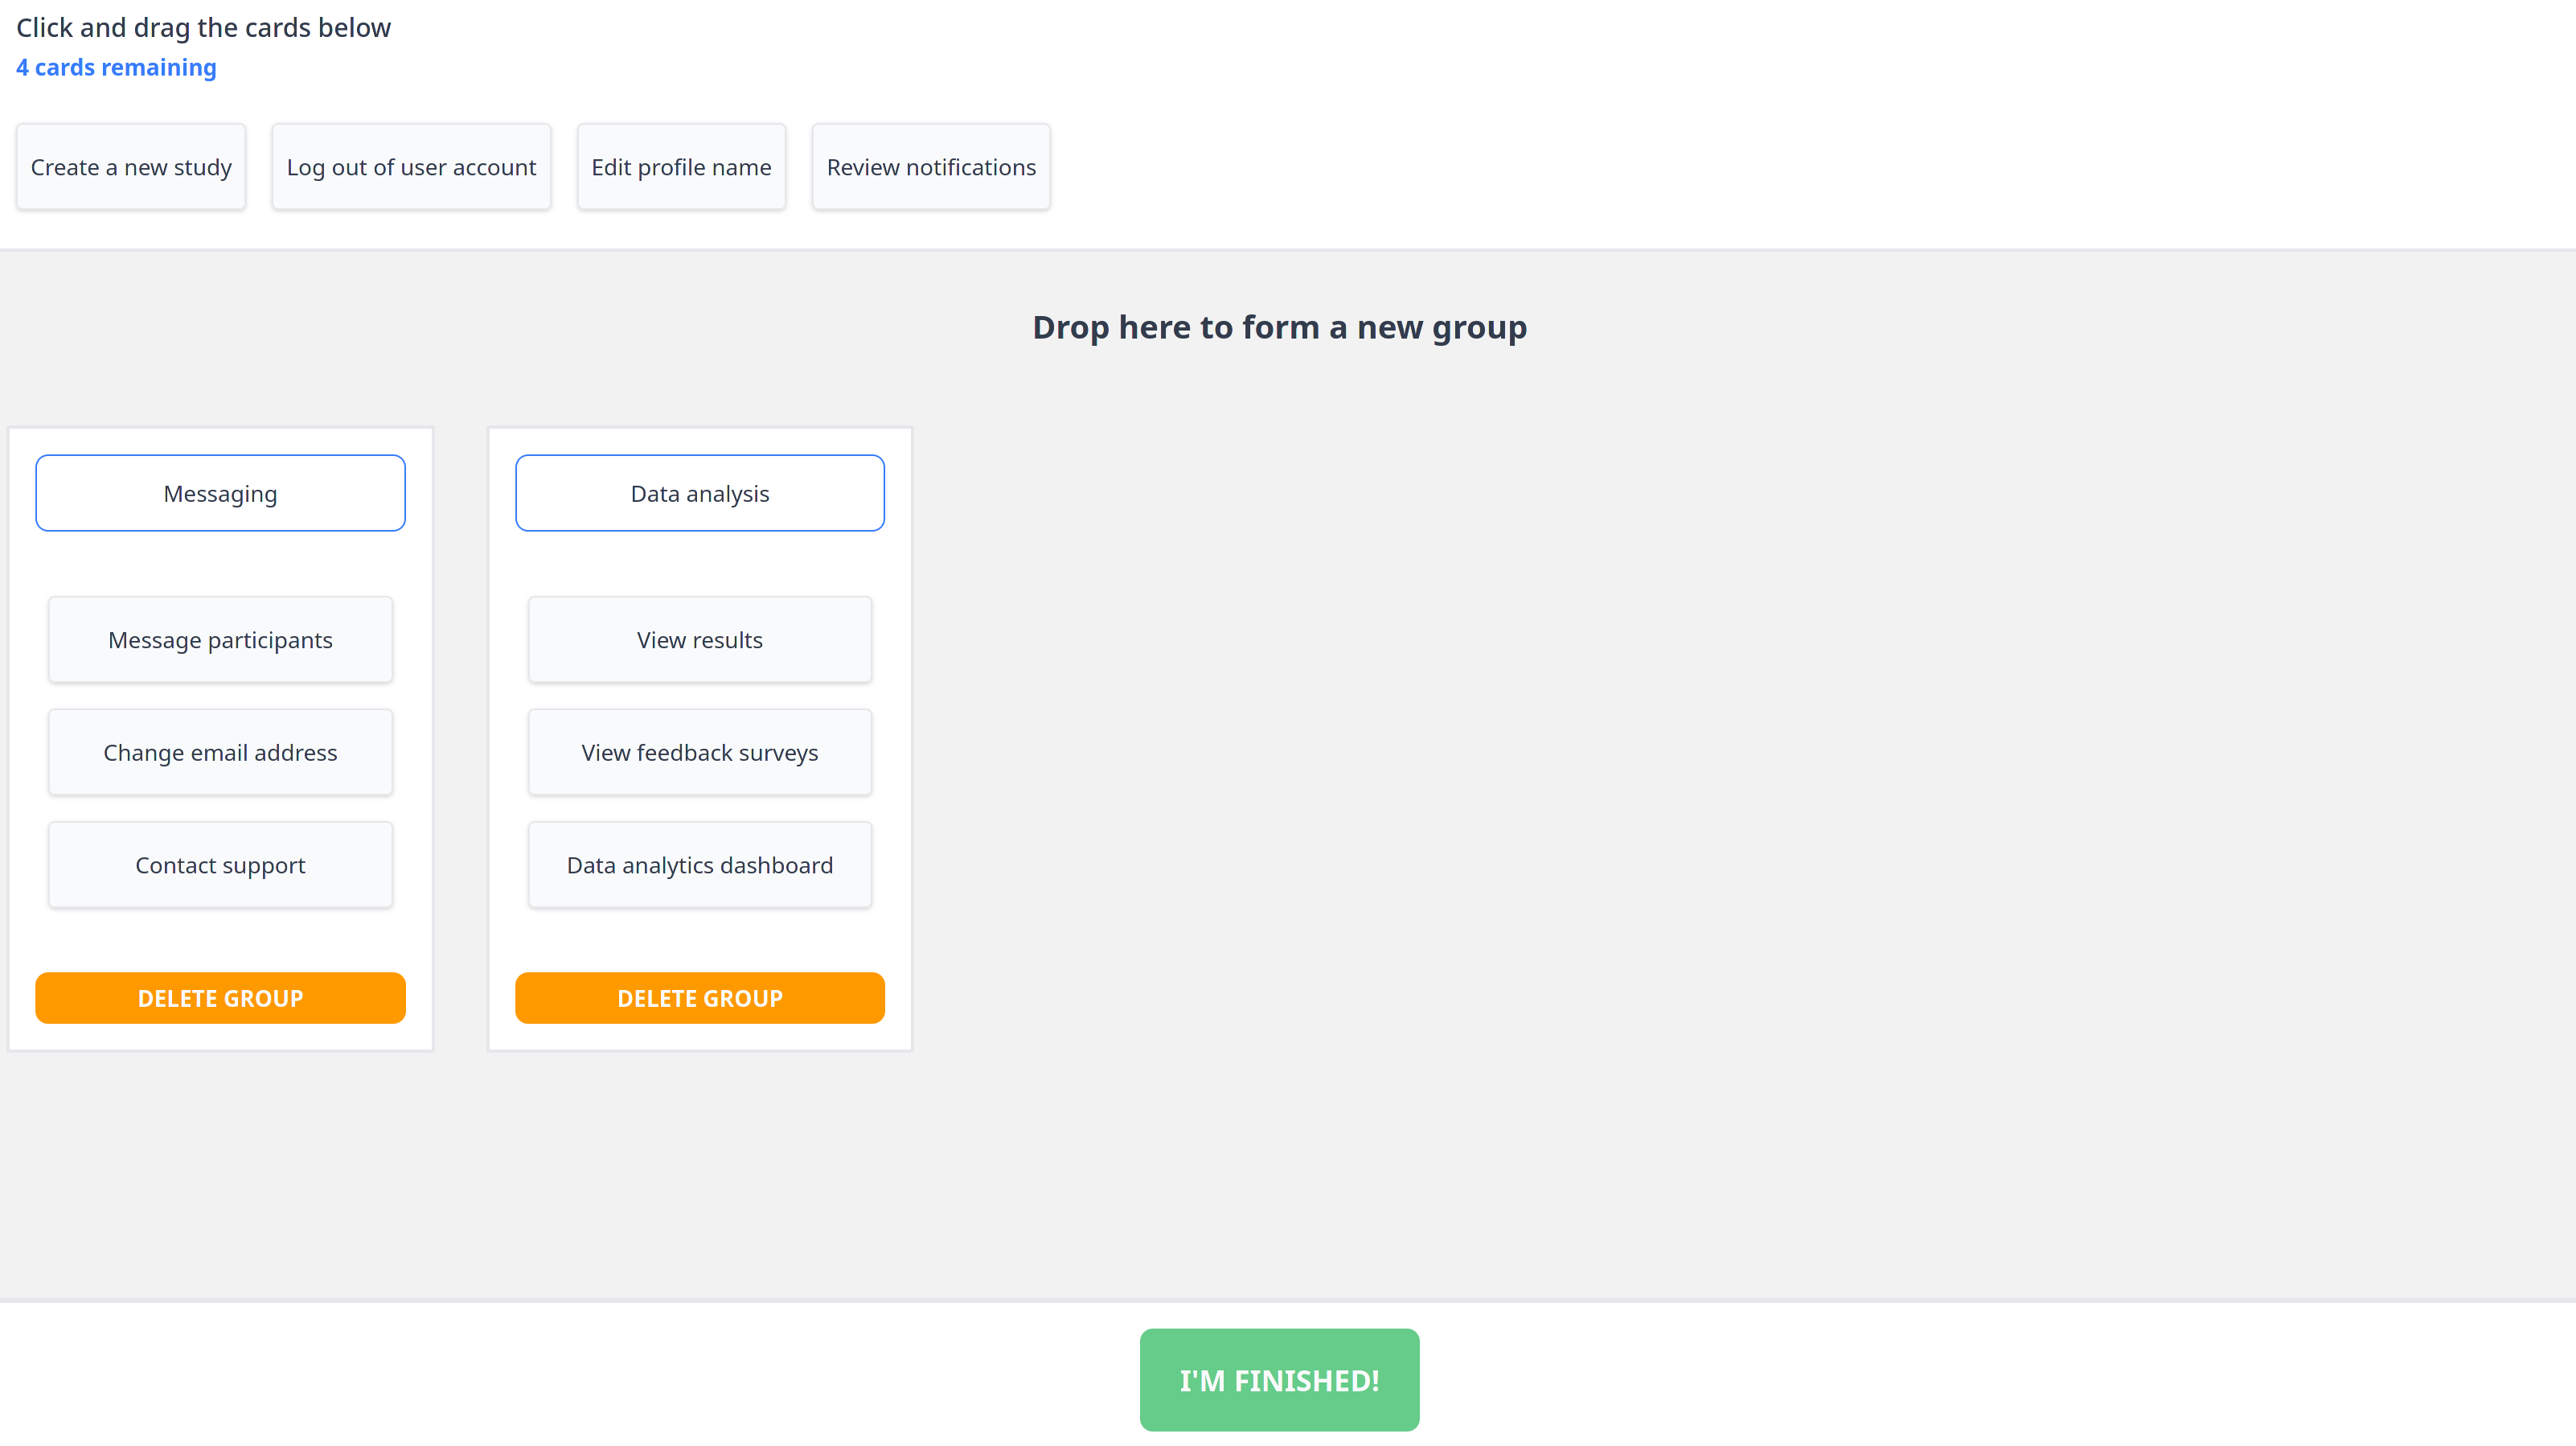 Click and drag the cards below
4 cards remaining
Create a new study
Log out of user account
Edit profile name
Review notifications
Drop here to form a new group
Messaging
Message participants
Change email address
Contact support
DELETE GROUP
Data analysis
View results
View feedback surveys
Data analytics dashboard
DELETE GROUP
I'M FINISHED!